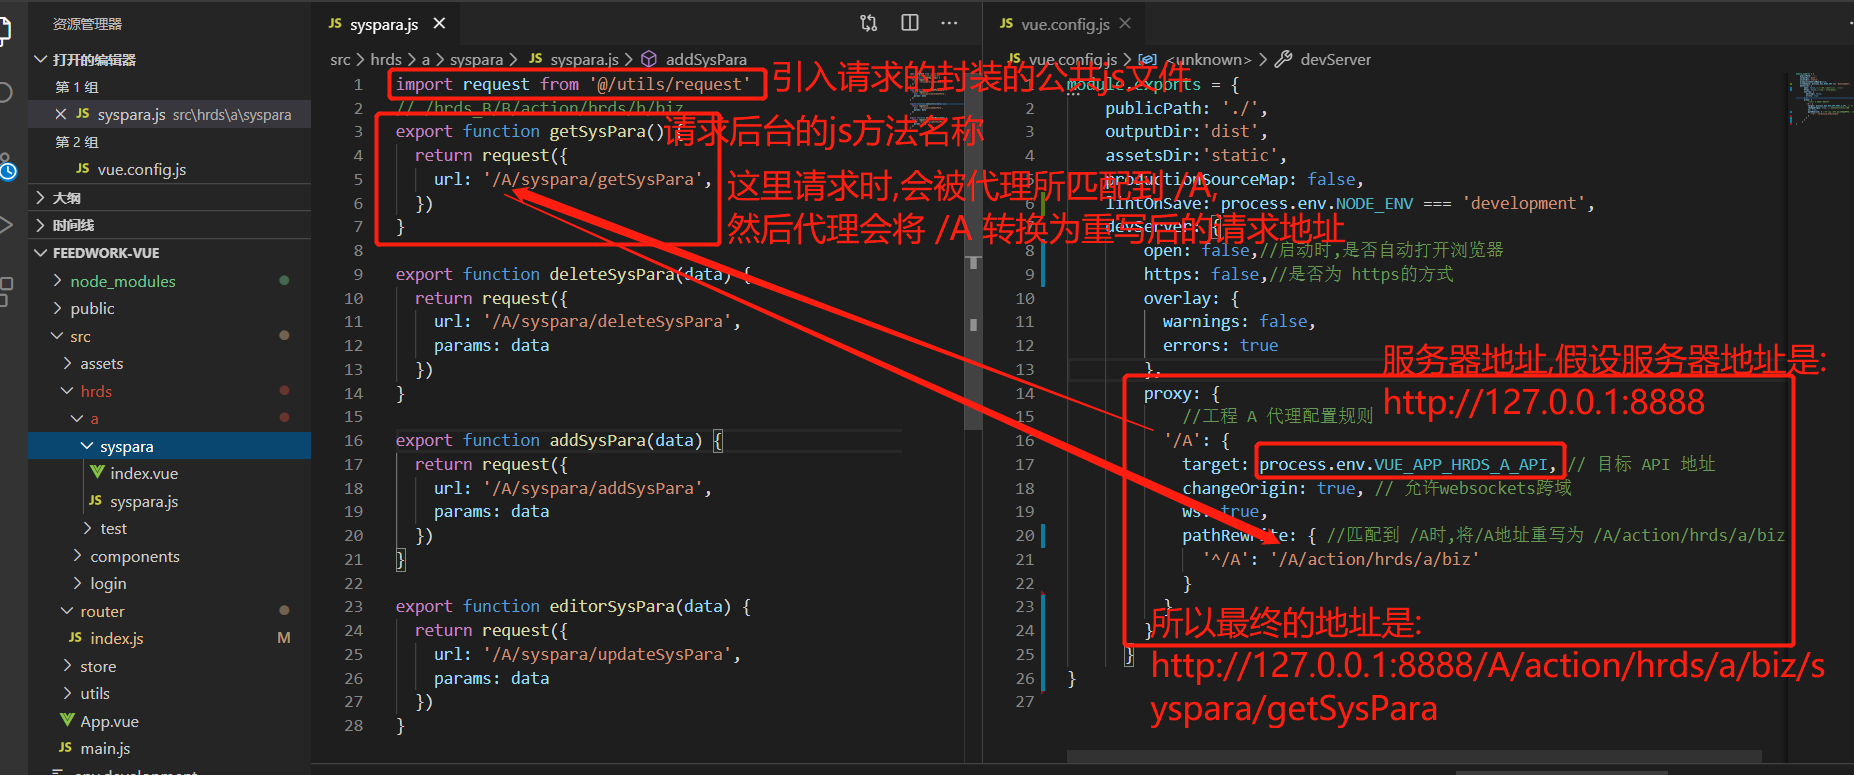 资源管理器
打开的编辑器
第 1 组
JS syspara.js src\hrds\a\syspara
第 2 组
JS vue.config.js
大纲
时间线
FEEDWORK-VUE
node_modules
public
src
assets
hrds
a
syspara
index.vue
JS syspara.js
test
components
login
router
JS index.js M
store
utils
App.vue
JS main.js
JS syspara.js
src > hrds > a > syspara > JS syspara.js > addSysPara
1 import request from '@/utils/request'
2 // /hrds_B/B/action/hrds/b/biz
3 export function getSysPara() {
4 return request({
5 url: '/A/syspara/getSysPara',
6 })
7 }
8
9 export function deleteSysPara(data) {
10 return request({
11 url: '/A/syspara/deleteSysPara',
12 params: data
13 })
14 }
15
16 export function addSysPara(data) {
17 return request({
18 url: '/A/syspara/addSysPara',
19 params: data
20 })
21 }
22
23 export function editorSysPara(data) {
24 return request({
25 url: '/A/syspara/updateSysPara',
26 params: data
27 })
28 }
引入请求的封装的公共js文件
请求后台的js方法名称
这里请求时,会被代理所匹配到 /A,
然后代理会将 /A 转换为重写后的请求地址
JS vue.config.js
JS vue.config.js > <unknown> > devServer
1 module.exports = {
2 publicPath: './',
3 outputDir:'dist',
4 assetsDir:'static',
5 productionSourceMap: false,
6 lintOnSave: process.env.NODE_ENV === 'development',
7 devServer: {
8 open: false,//启动时,是否自动打开浏览器
9 https: false,//是否为 https的方式
10 overlay: {
11 warnings: false,
12 errors: true
13 },
14 proxy: {
15 //工程 A 代理配置规则
16 '/A': {
17 target: process.env.VUE_APP_HRDS_A_API, // 目标 API 地址
18 changeOrigin: true, // 允许websockets跨域
19 ws: true,
20 pathRewrite: { //匹配到 /A时,将/A地址重写为 /A/action/hrds/a/biz
21 '^/A': '/A/action/hrds/a/biz'
22 }
23 }
24 }
25 }
26 }
27
服务器地址,假设服务器地址是:
http://127.0.0.1:8888
所以最终的地址是:
http://127.0.0.1:8888/A/action/hrds/a/biz/s
yspara/getSysPara